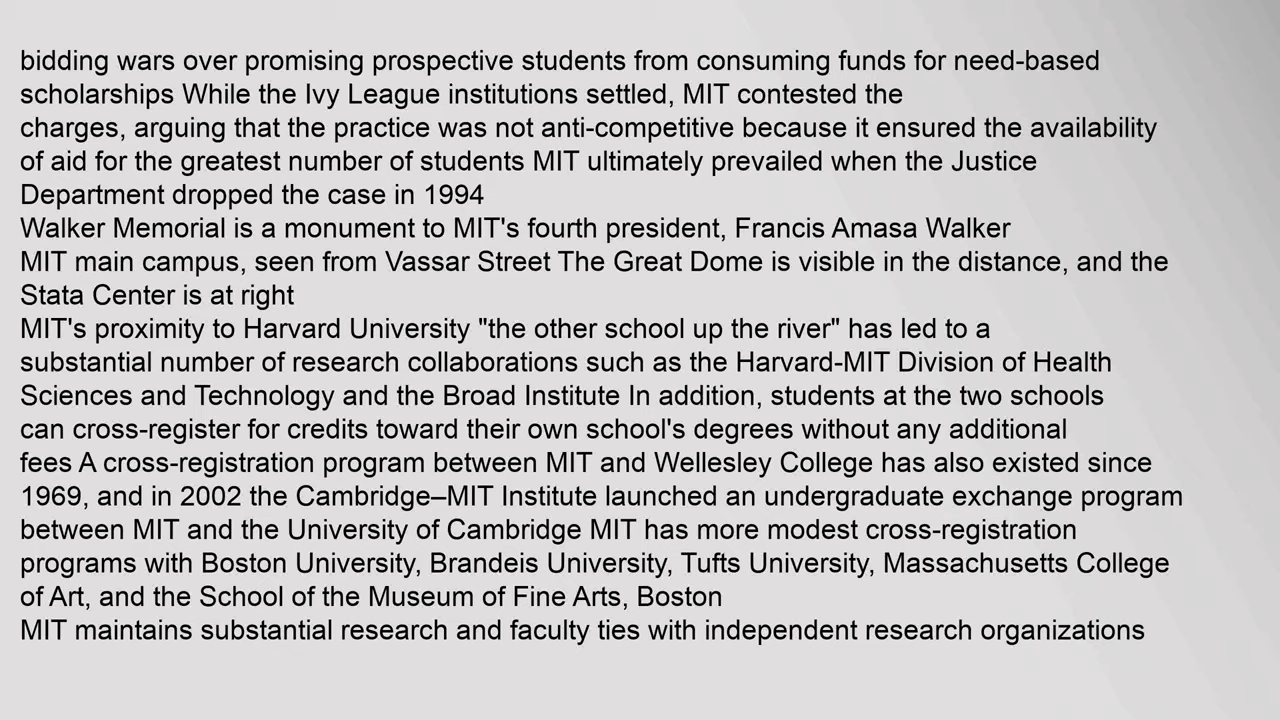 bidding wars over promising prospective students from consuming funds for need-based
scholarships While the Ivy League institutions settled, MIT contested the
charges, arguing that the practice was not anti-competitive because it ensured the availability
of aid for the greatest number of students MIT ultimately prevailed when the Justice
Department dropped the case in 1994
Walker Memorial is a monument to MIT's fourth president, Francis Amasa Walker
MIT main campus, seen from Vassar Street The Great Dome is visible in the distance, and the
Stata Center is at right
MIT's proximity to Harvard University "the other school up the river" has led to a
substantial number of research collaborations such as the Harvard-MIT Division of Health
Sciences and Technology and the Broad Institute In addition, students at the two schools
can cross-register for credits toward their own school's degrees without any additional
fees A cross-registration program between MIT and Wellesley College has also existed since
1969, and in 2002 the Cambridge–MIT Institute launched an undergraduate exchange program
between MIT and the University of Cambridge MIT has more modest cross-registration
programs with Boston University, Brandeis University, Tufts University, Massachusetts College
of Art, and the School of the Museum of Fine Arts, Boston
MIT maintains substantial research and faculty ties with independent research organizations